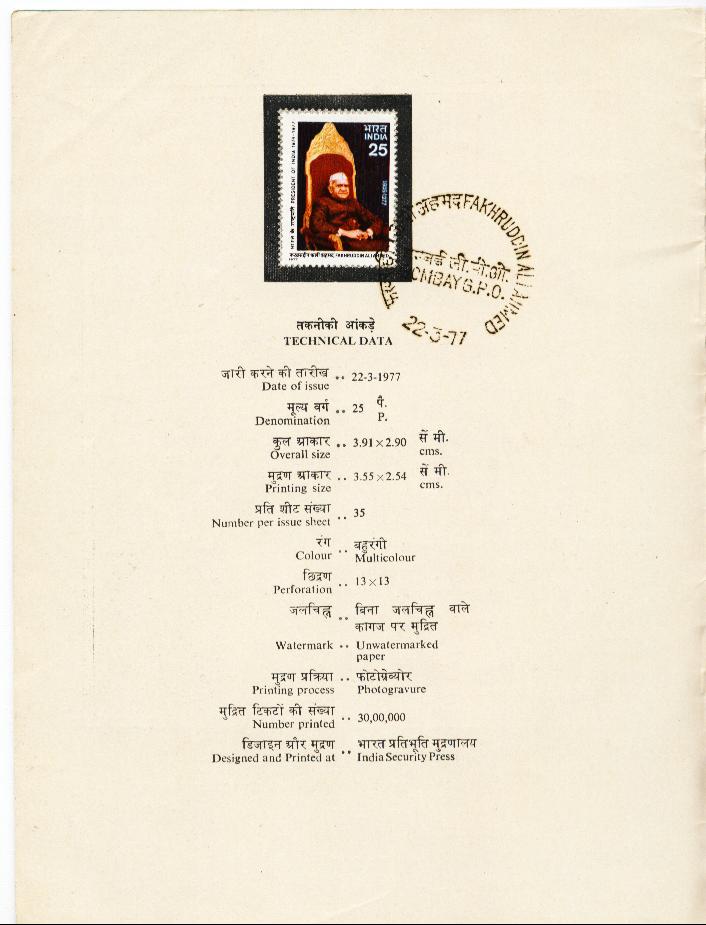 भारत
INDIA
25
1905-1977
भारत के राष्ट्रपति PRESIDENT OF INDIA 1974-1977
फखरुद्दीन अली अहमद FAKHRUDDIN ALI AHMED
1977
अहमद FAKHRUDDIN ALI AHMED
जी.पी.ओ.
BOMBAY G.P.O.
22-3-77
तकनीकी आंकड़े
TECHNICAL DATA
जारी करने की तारीख .. 22-3-1977
Date of issue
मूल्य वर्ग .. 25 पै.
Denomination P.
कुल आकार .. 3.91×2.90 सें मी.
Overall size cms.
मुद्रण आकार .. 3.55×2.54 सें मी.
Printing size cms.
प्रति शीट संख्या .. 35
Number per issue sheet
रंग .. बहुरंगी
Colour Multicolour
छिद्रण .. 13×13
Perforation
जलचिह्न .. बिना जलचिह्न वाले
कागज पर मुद्रित
Watermark .. Unwatermarked
paper
मुद्रण प्रक्रिया .. फोटोग्रेव्योर
Printing process Photogravure
मुद्रित टिकटों की संख्या .. 30,00,000
Number printed
डिजाइन और मुद्रण .. भारत प्रतिभूति मुद्रणालय
Designed and Printed at India Security Press